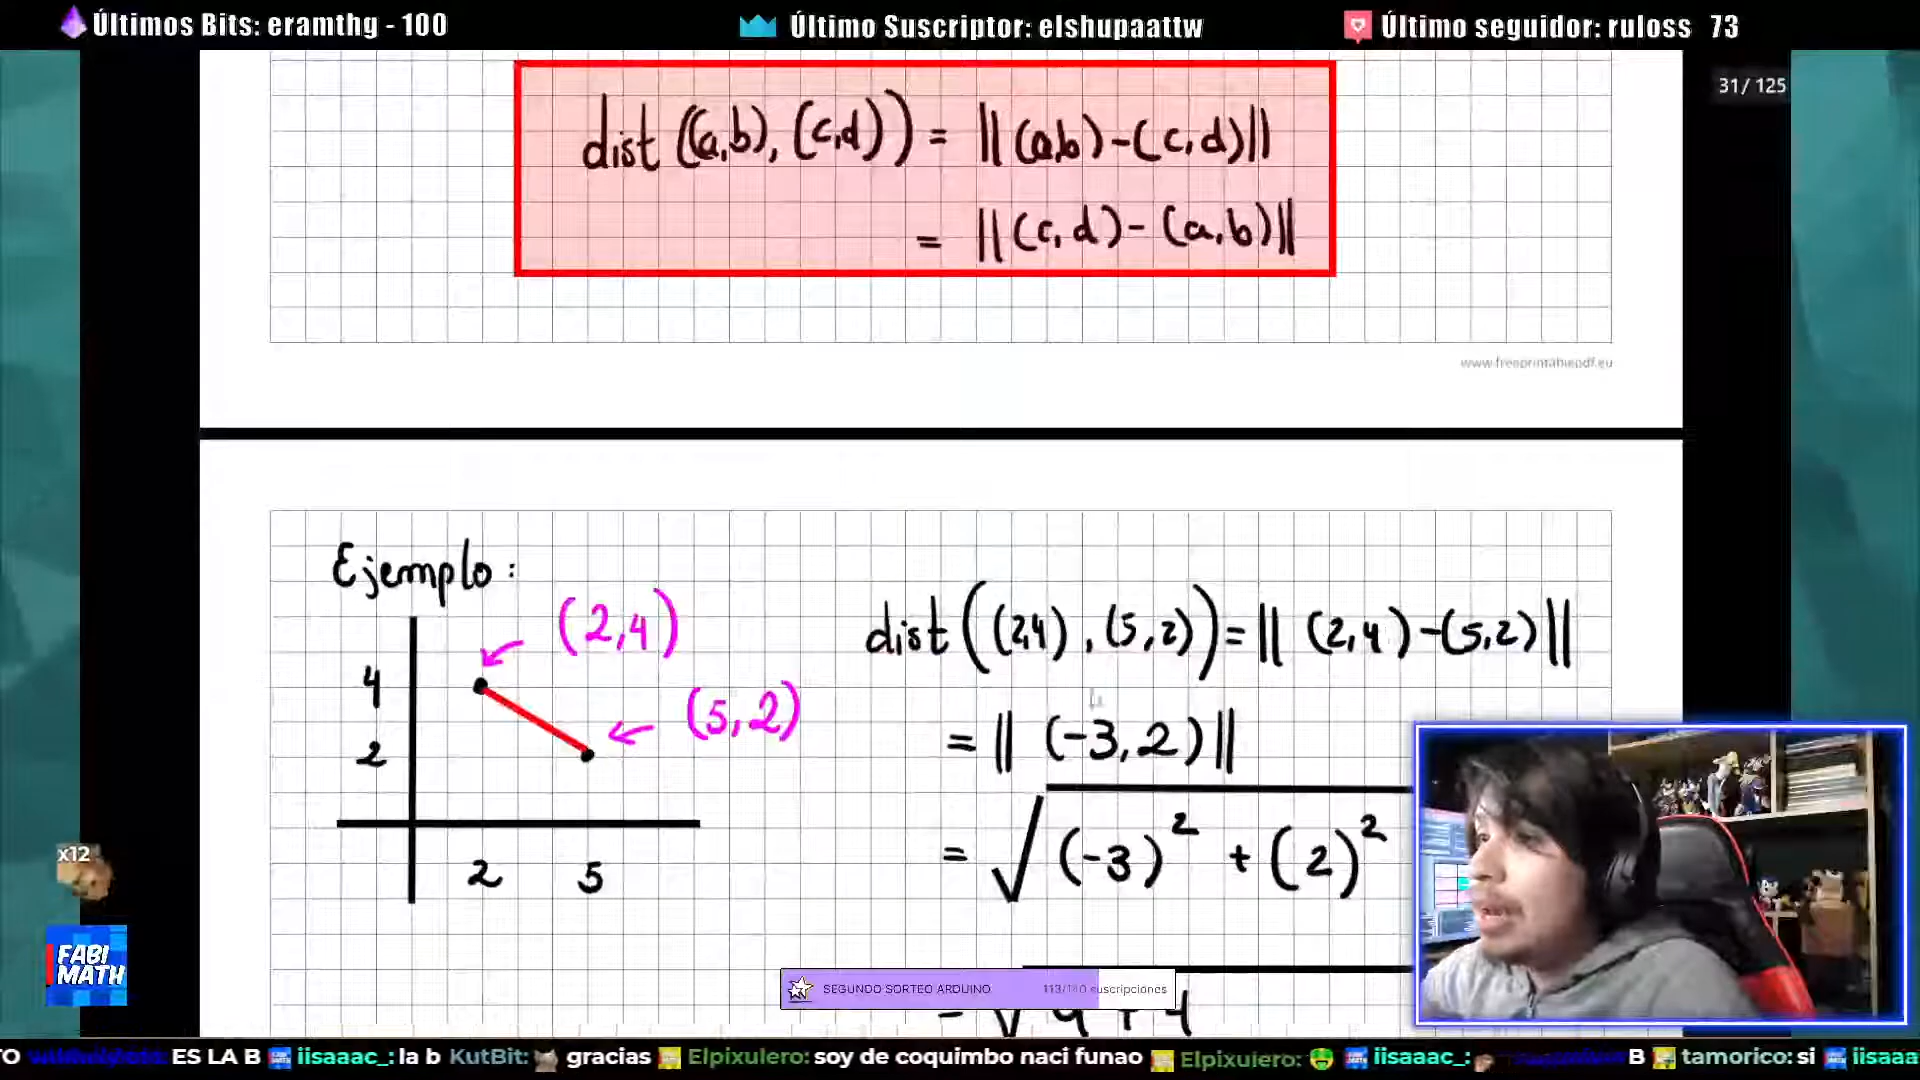 Últimos Bits: eramthg - 100
Último Suscriptor: elshupaattw
Último seguidor: ruloss 73
31/ 125
dist ((a,b), (c,d)) = ||(a,b)-(c,d)||
= ||(c,d)-(a,b)||
www.freeprintablepdf.eu
Ejemplo:
(2,4)
(5,2)
4
2
2 5
dist((2,4), (5,2)) = ||(2,4)-(5,2)||
= ||(-3,2)||
= √(-3)² + (2)²
x12
FABI
MATH
SEGUNDO SORTEO ARDUINO
suscripciones
TO ES LA B iisaaac_: la b KutBit: gracias Elpixulero: soy de coquimbo naci funao Elpixulero: iisaaac_: B tamorico: si iisaaa